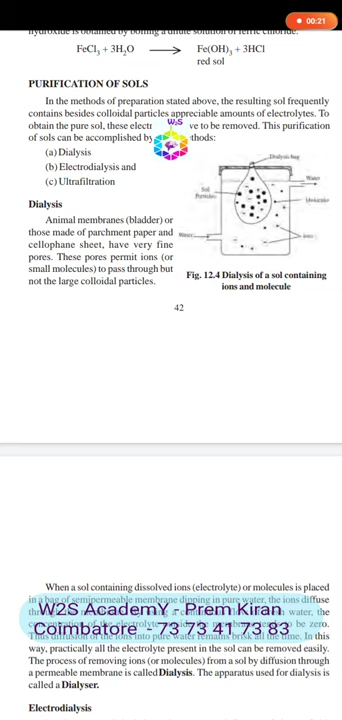 00:21
hydroxide is obtained by boiling a dilute solution of ferric chloride.
FeCl₃ + 3H₂O ⟶ Fe(OH)₃ + 3HCl
red sol
PURIFICATION OF SOLS
In the methods of preparation stated above, the resulting sol frequently
contains besides colloidal particles appreciable amounts of electrolytes. To
obtain the pure sol, these electr ve to be removed. This purification
of sols can be accomplished by thods:
W₂S
(a) Dialysis
(b) Electrodialysis and
(c) Ultrafiltration
Dialysis
Animal membranes (bladder) or
those made of parchment paper and
cellophane sheet, have very fine
pores. These pores permit ions (or
small molecules) to pass through but
not the large colloidal particles.
Dialysis bag
Water
Sol
Particles
Molecule
Water
Ions
Fig. 12.4 Dialysis of a sol containing
ions and molecule
42
When a sol containing dissolved ions (electrolyte) or molecules is placed
in a bag of semipermeable membrane dipping in pure water, the ions diffuse
water, the
be zero.
W2S AcademY - Prem Kiran
Coimbatore - 73 73 41 73 83
Thus diffusion of the ions into pure water remains brisk all the time. In this
way, practically all the electrolyte present in the sol can be removed easily.
The process of removing ions (or molecules) from a sol by diffusion through
a permeable membrane is called Dialysis. The apparatus used for dialysis is
called a Dialyser.
Electrodialysis